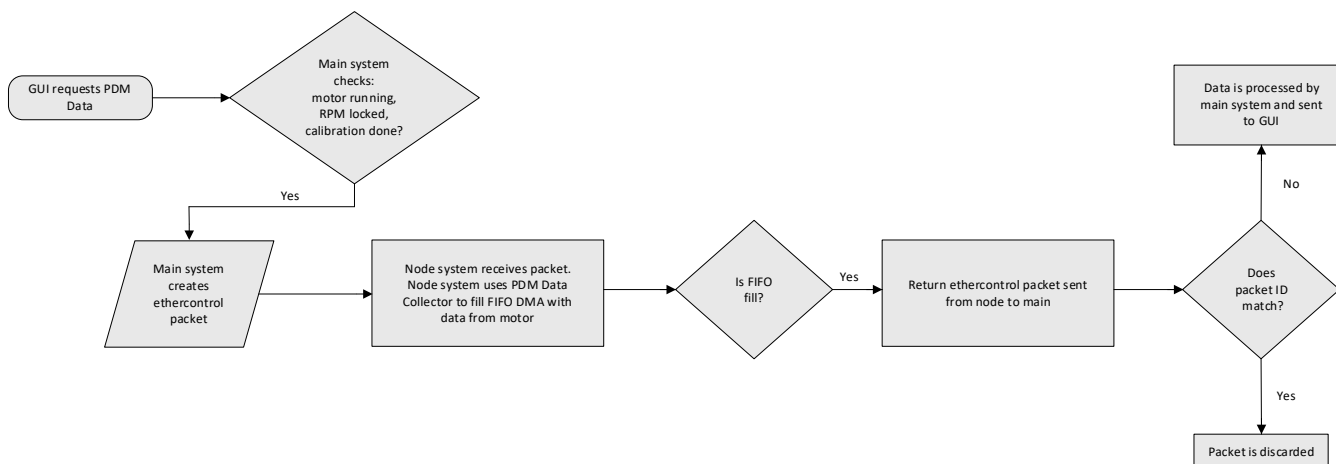 GUI requests PDM
Data
Main system
checks:
motor running,
RPM locked,
calibration done?
Yes
Main system
creates
ethercontrol
packet
Node system receives packet.
Node system uses PDM Data
Collector to fill FIFO DMA with
data from motor
Is FIFO
fill?
Yes
Return ethercontrol packet sent
from node to main
Does
packet ID
match?
No
Data is processed by
main system and sent
to GUI
Yes
Packet is discarded